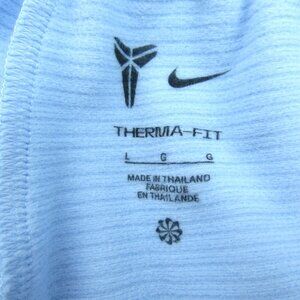 THERMA-FIT
L G G
MADE IN THAILAND
FABRIQUE
EN THAILANDE